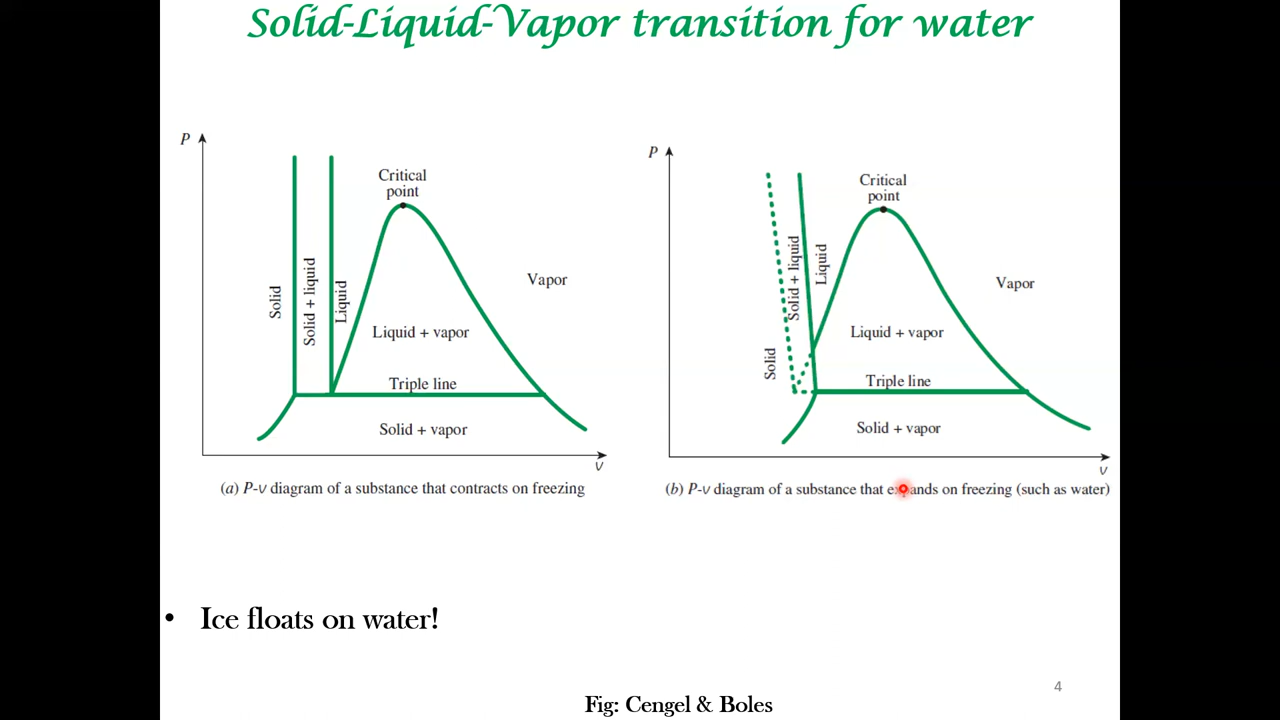 Solid-Liquid-Vapor transition for water
P
Critical
point
Solid
Solid + liquid
Liquid
Vapor
Liquid + vapor
Triple line
Solid + vapor
v
(a) P-v diagram of a substance that contracts on freezing
P
Critical
point
Solid
Solid + liquid
Liquid
Vapor
Liquid + vapor
Triple line
Solid + vapor
v
(b) P-v diagram of a substance that expands on freezing (such as water)
• Ice floats on water!
4
Fig: Cengel & Boles